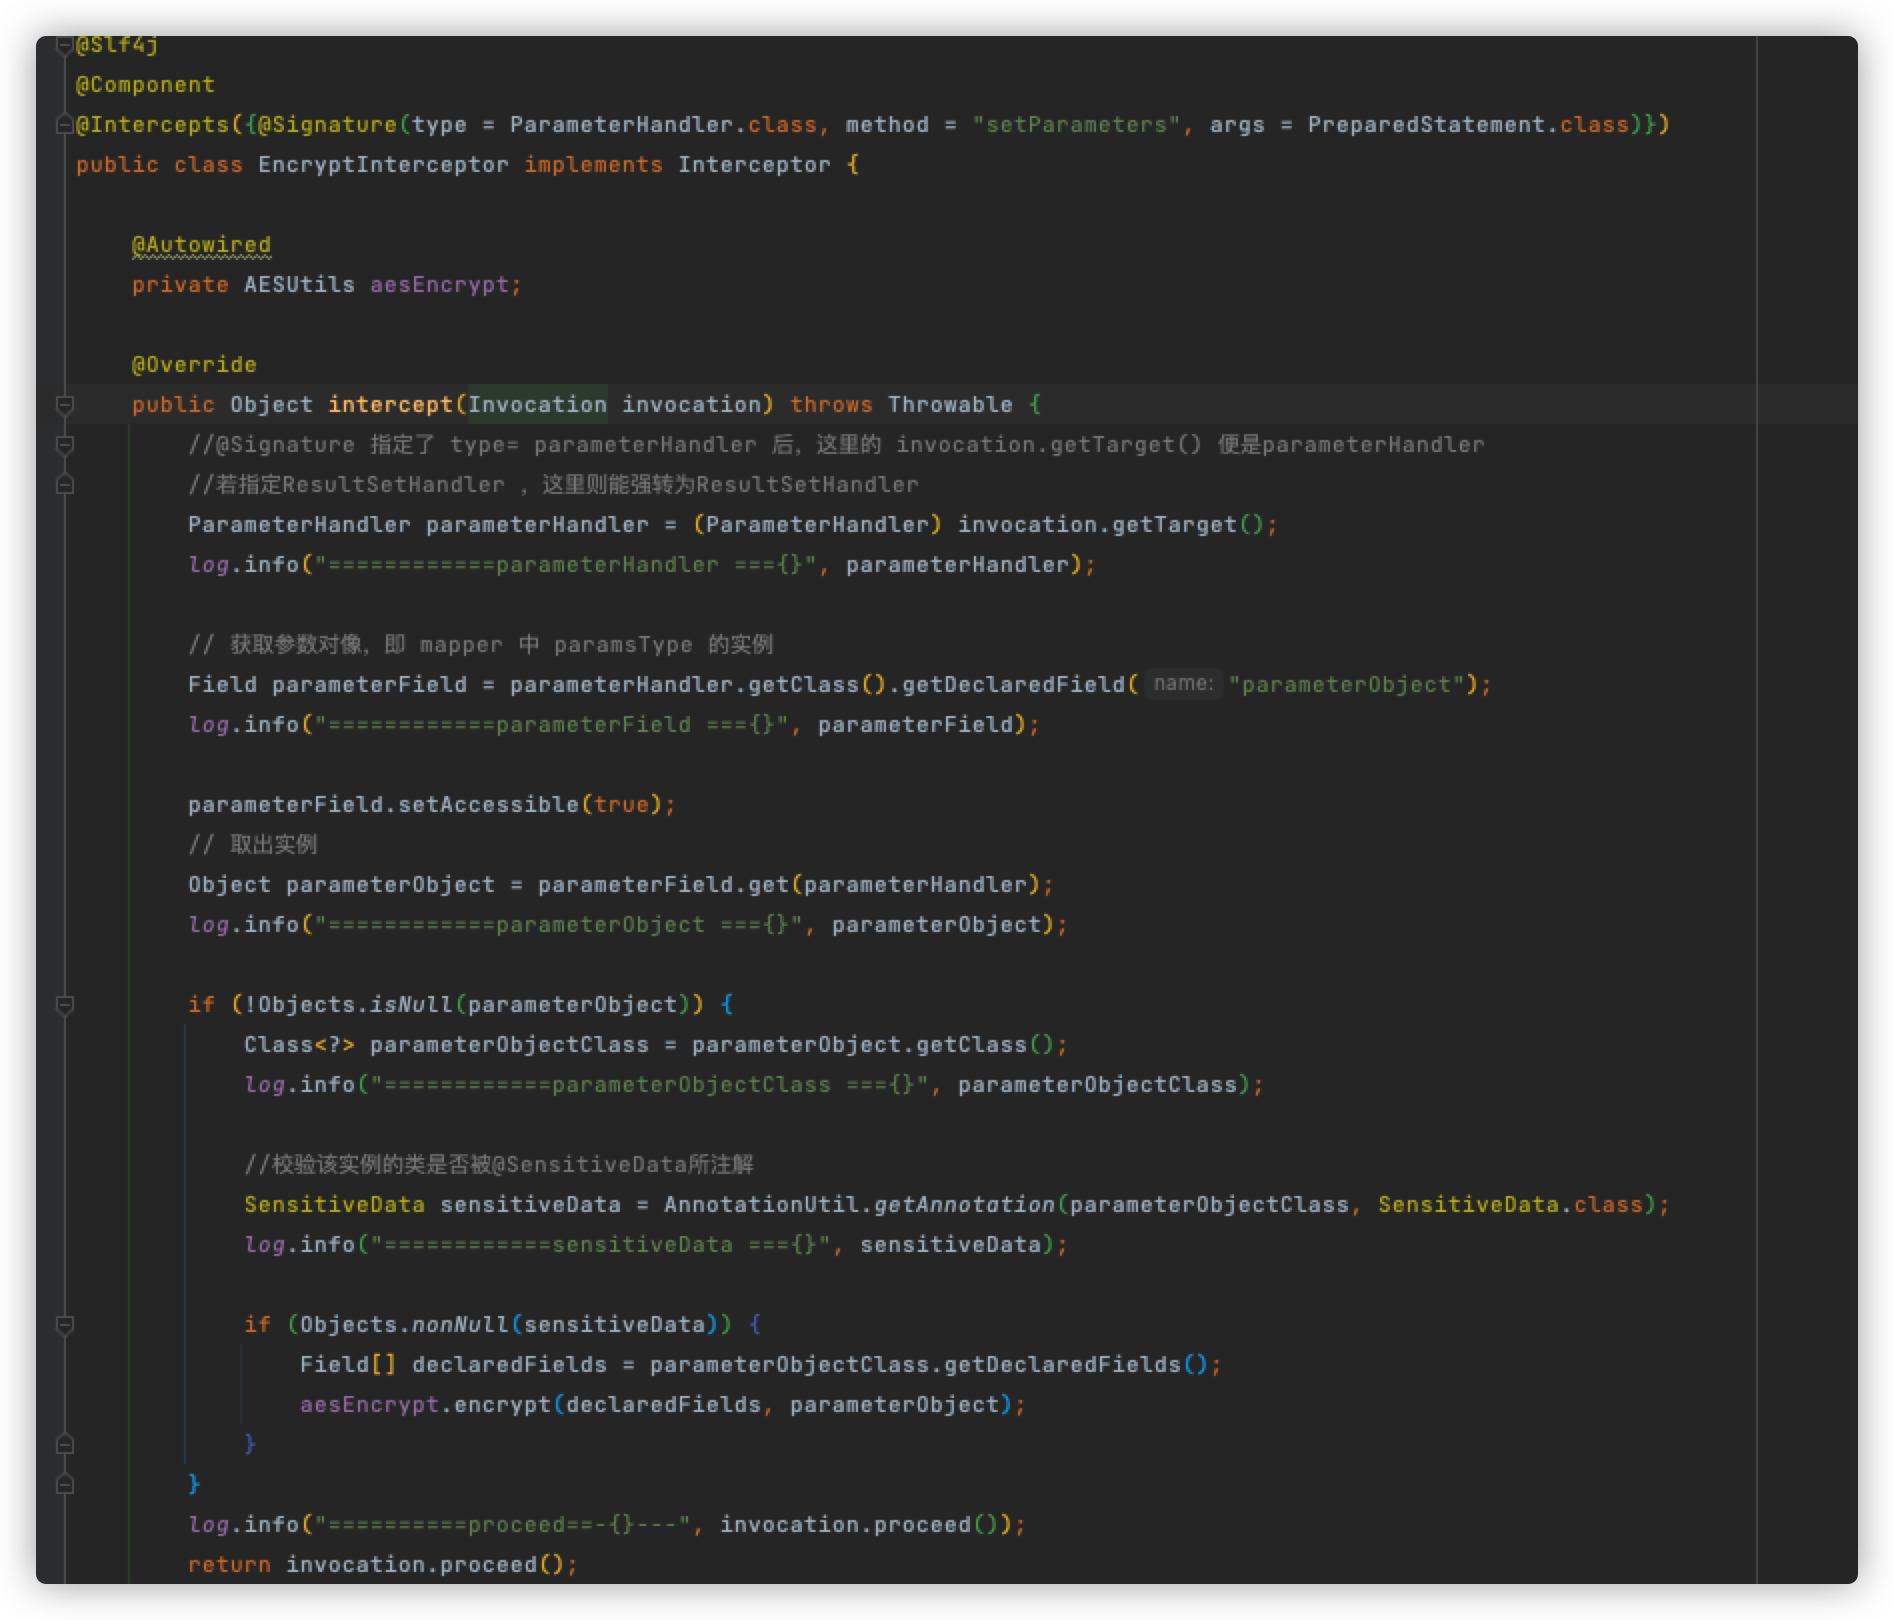 @Slf4j
@Component
@Intercepts({@Signature(type = ParameterHandler.class, method = "setParameters", args = PreparedStatement.class)})
public class EncryptInterceptor implements Interceptor {
@Autowired
private AESUtils aesEncrypt;
@Override
public Object intercept(Invocation invocation) throws Throwable {
//@Signature 指定了 type= parameterHandler 后，这里的 invocation.getTarget() 便是parameterHandler
//若指定ResultSetHandler ，这里则能强转为ResultSetHandler
ParameterHandler parameterHandler = (ParameterHandler) invocation.getTarget();
log.info("============parameterHandler ==={}", parameterHandler);
// 获取参数对像，即 mapper 中 paramsType 的实例
Field parameterField = parameterHandler.getClass().getDeclaredField( name: "parameterObject");
log.info("============parameterField ==={}", parameterField);
parameterField.setAccessible(true);
// 取出实例
Object parameterObject = parameterField.get(parameterHandler);
log.info("============parameterObject ==={}", parameterObject);
if (!Objects.isNull(parameterObject)) {
Class<?> parameterObjectClass = parameterObject.getClass();
log.info("============parameterObjectClass ==={}", parameterObjectClass);
//校验该实例的类是否被@SensitiveData所注解
SensitiveData sensitiveData = AnnotationUtil.getAnnotation(parameterObjectClass, SensitiveData.class);
log.info("============sensitiveData ==={}", sensitiveData);
if (Objects.nonNull(sensitiveData)) {
Field[] declaredFields = parameterObjectClass.getDeclaredFields();
aesEncrypt.encrypt(declaredFields, parameterObject);
}
}
log.info("==========proceed==-{}---", invocation.proceed());
return invocation.proceed();